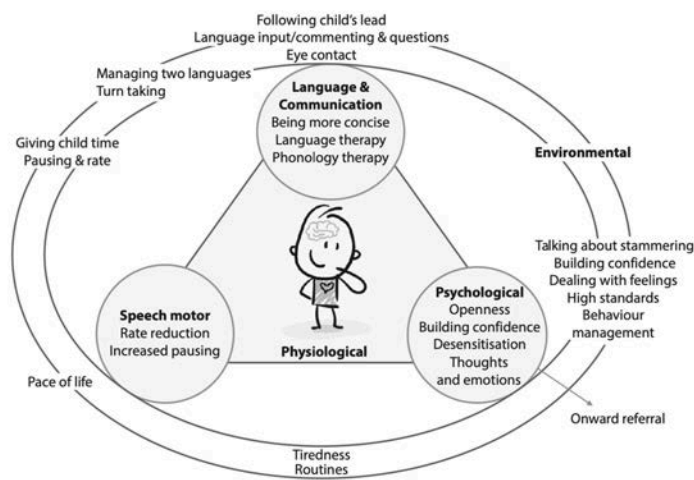 Following child's lead
Language input/commenting & questions
Eye contact
Managing two languages
Turn taking
Language &
Communication
Being more concise
Language therapy
Phonology therapy
Giving child time
Pausing & rate
Environmental
Talking about stammering
Building confidence
Dealing with feelings
High standards
Behaviour
management
Speech motor
Rate reduction
Increased pausing
Psychological
Openness
Building confidence
Desensitisation
Thoughts
and emotions
Physiological
Pace of life
Onward referral
Tiredness
Routines